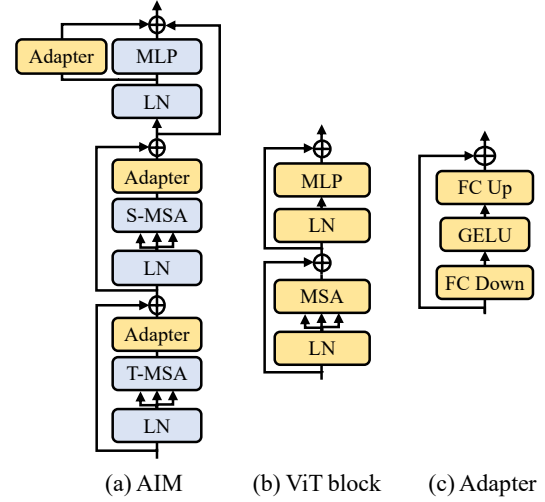 Adapter
MLP
LN
Adapter
S-MSA
LN
Adapter
T-MSA
LN
(a) AIM
MLP
LN
MSA
LN
(b) ViT block
FC Up
GELU
FC Down
(c) Adapter